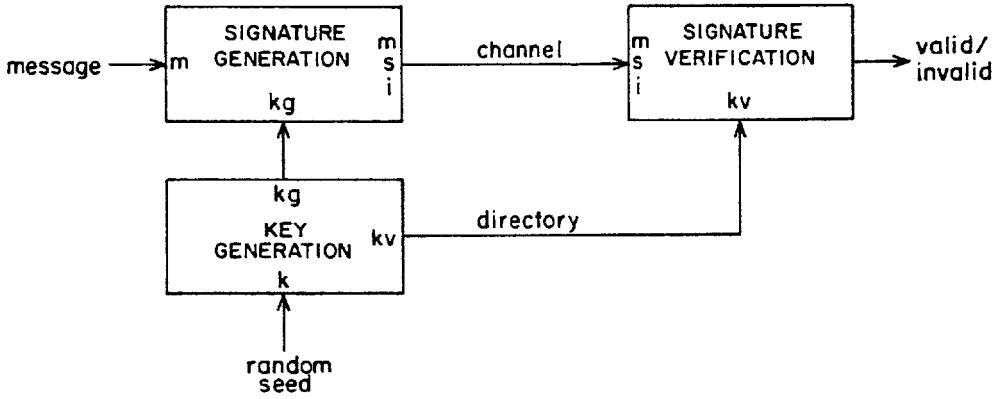 SIGNATURE
GENERATION
message
m
m
s
i
kg
channel
SIGNATURE
VERIFICATION
m
s
i
kv
valid/
invalid
kg
KEY
GENERATION
kv
k
directory
random
seed